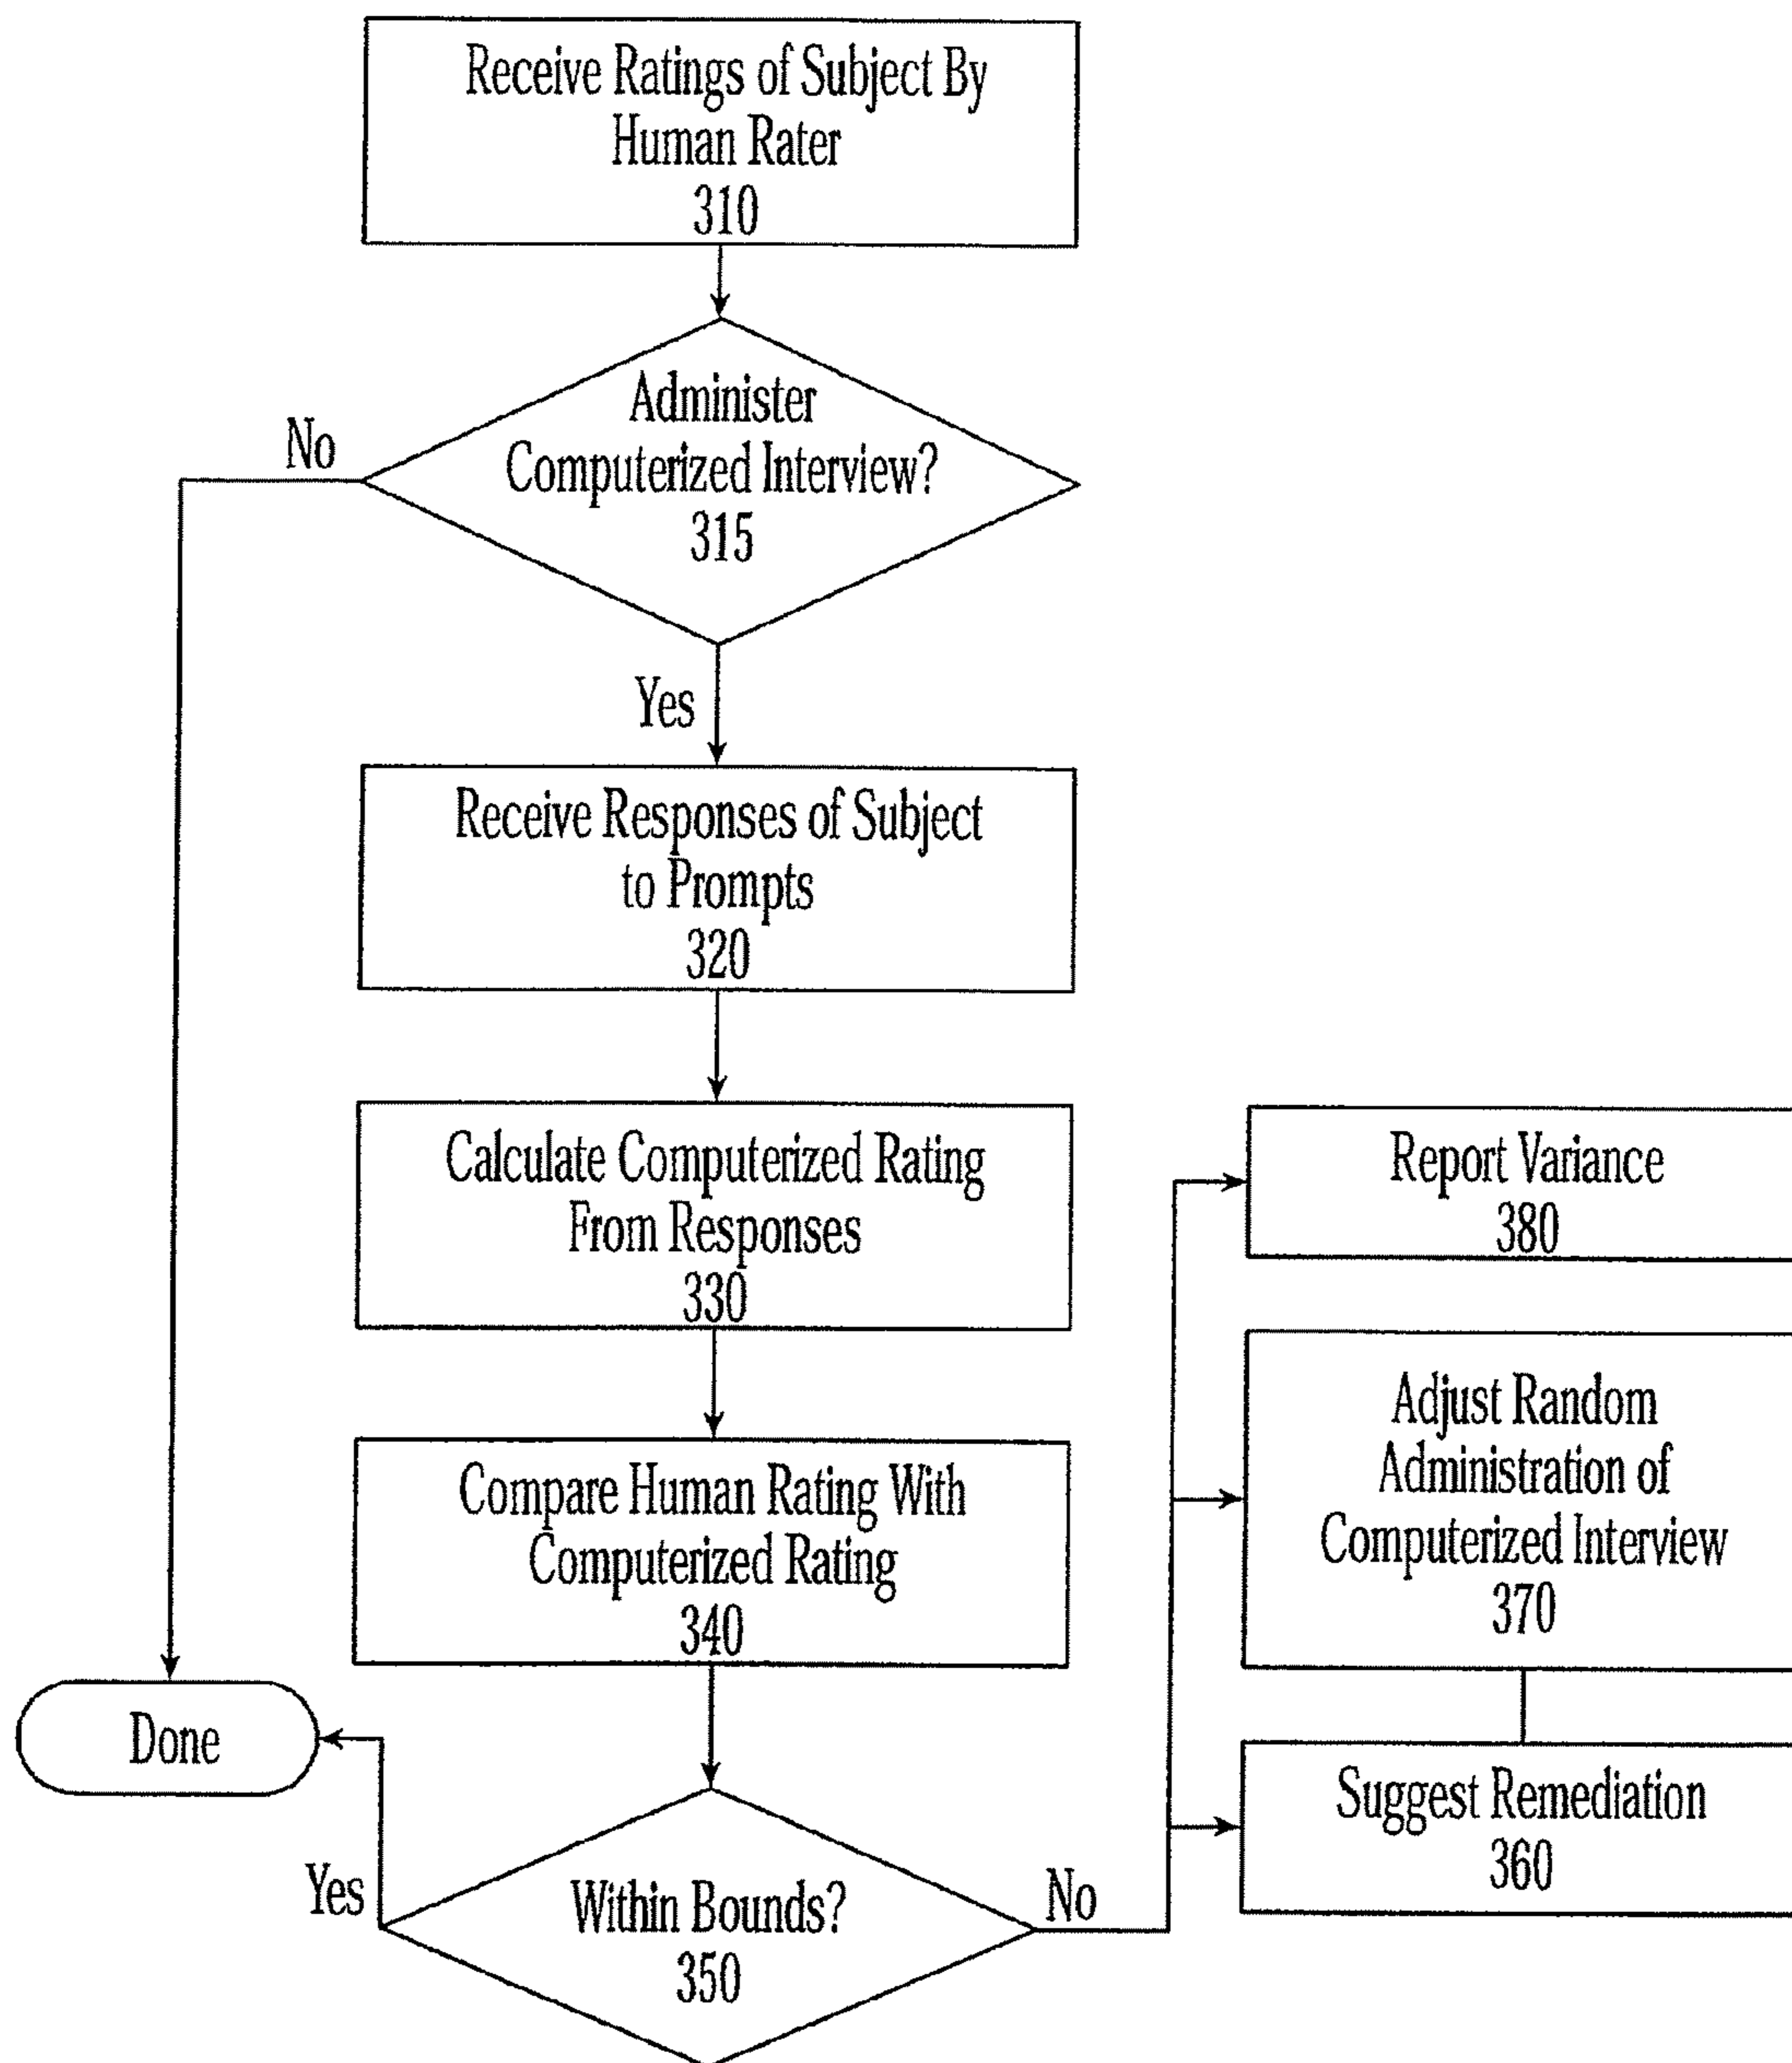 Receive Ratings of Subject By
Human Rater
310
Administer
Computerized Interview?
315
No
Yes
Receive Responses of Subject
to Prompts
320
Calculate Computerized Rating
From Responses
330
Compare Human Rating With
Computerized Rating
340
Done
Yes
Within Bounds?
350
No
Report Variance
380
Adjust Random
Administration of
Computerized Interview
370
Suggest Remediation
360